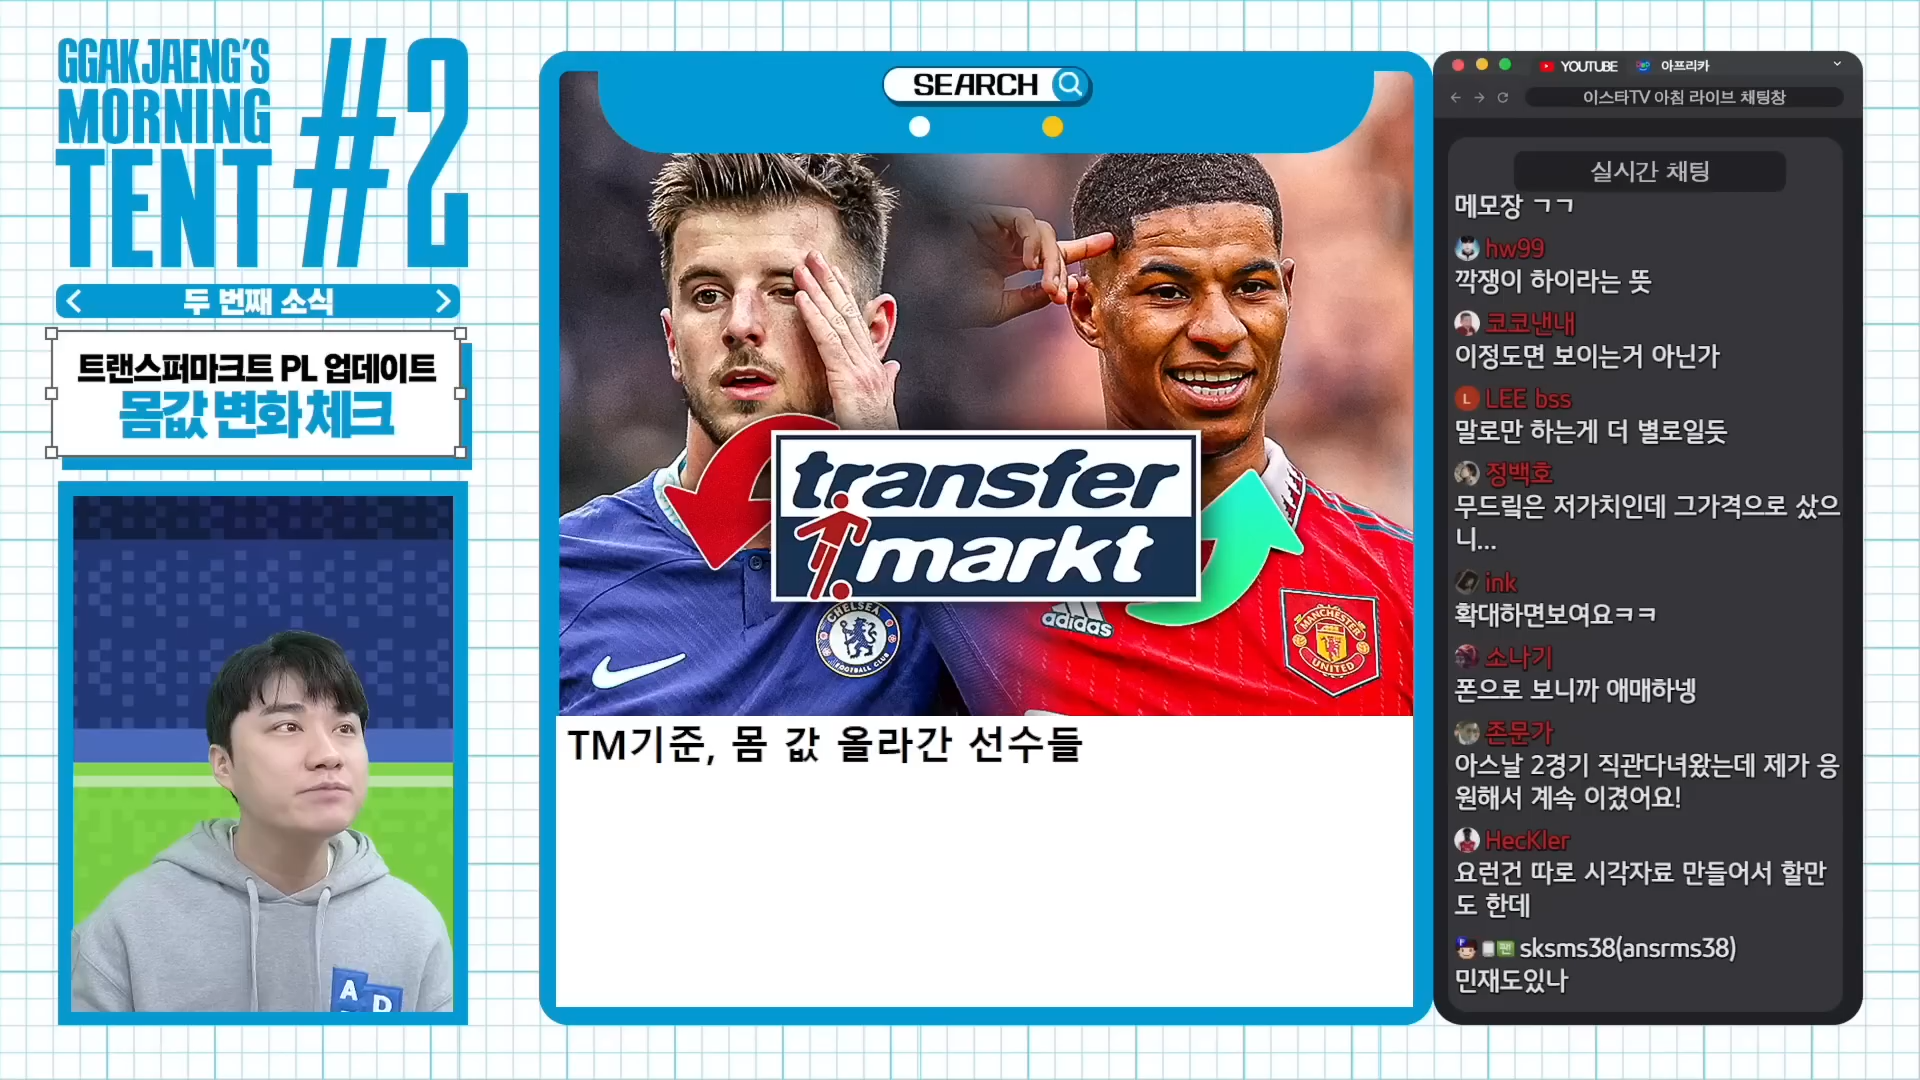 GGAKJAENG'S
MORNING
TENT
#2
두 번째 소식
트랜스퍼마크트 PL 업데이트
몸값 변화 체크
A D
SEARCH
transfer
markt
CHELSEA
FOOTBALL CLUB
adidas
MANCHESTER
UNITED
TM기준, 몸 값 올라간 선수들
YOUTUBE
아프리카
이스타TV 아침 라이브 채팅창
실시간 채팅
메모장 ㄱㄱ
hw99
깍쟁이 하이라는 뜻
코코낸내
이정도면 보이는거 아닌가
L LEE bss
말로만 하는게 더 별로일듯
정백호
무드릭은 저가치인데 그가격으로 샀으
니...
ink
확대하면보여요ㅋㅋ
소나기
폰으로 보니까 애매하넹
존문가
아스날 2경기 직관다녀왔는데 제가 응
원해서 계속 이겼어요!
HecKler
요런건 따로 시각자료 만들어서 할만
도 한데
sksms38(ansrms38)
민재도있나